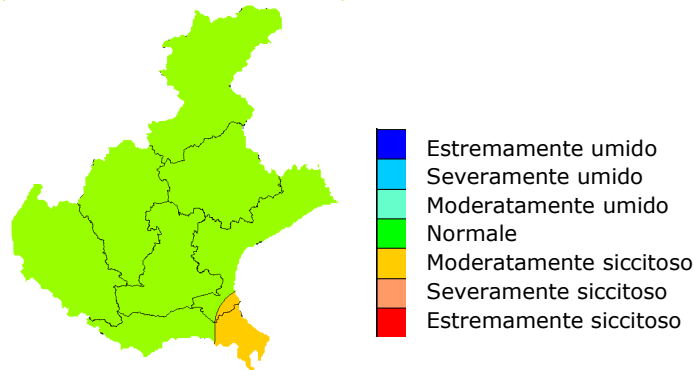 Estremamente umido
Severamente umido
Moderatamente umido
Normale
Moderatamente siccitoso
Severamente siccitoso
Estremamente siccitoso